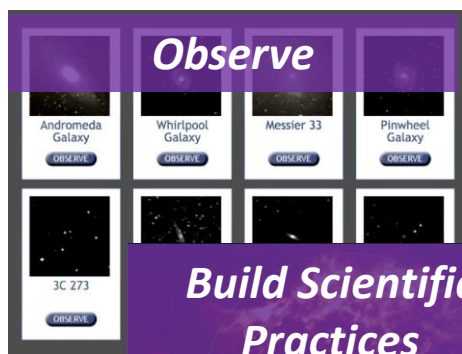 Observe
Andromeda
Galaxy
OBSERVE
Whirlpool
Galaxy
OBSERVE
Messier 33
OBSERVE
Pinwheel
Galaxy
OBSERVE
3C 273
OBSERVE
Build Scientific
Practices